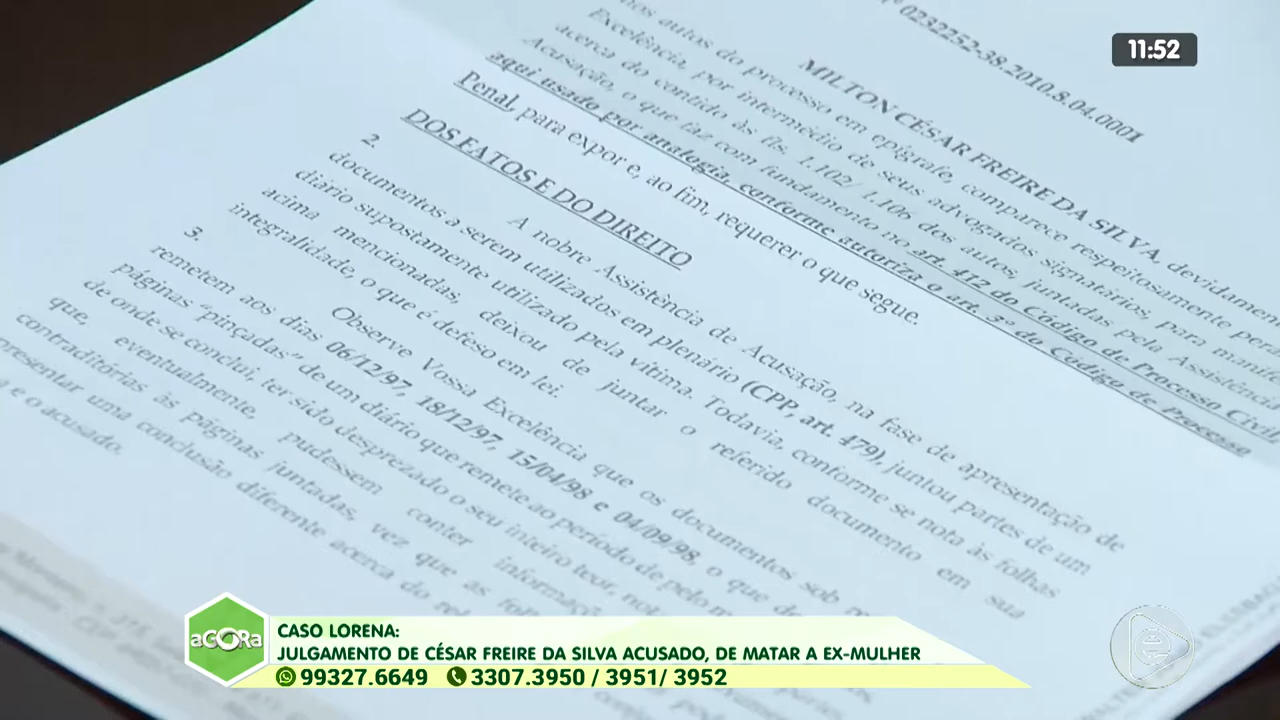 11:52
º 0232252-38.2010.8.04.0001
MILTON CÉSAR FREIRE DA SILVA, devidamen
nos autos do processo em epígrafe, comparece respeitosamente pera
Excelência, por intermédio de seus advogados signatários, para manife
acerca do contido às fls. 1.102/ 1.106 dos autos, juntadas pela Assistência
Acusação, o que faz com fundamento no art. 412 do Código de Processo Civil
aqui usado por analogia, conforme autoriza o art. 3º do Código de Processo
Penal, para expor e, ao fim, requerer o que segue.
DOS FATOS E DO DIREITO
2. A nobre Assistência de Acusação, na fase de apresentação de
documentos a serem utilizados em plenário (CPP, art. 479), juntou partes de um
diário supostamente utilizado pela vítima. Todavia, conforme se nota às folhas
acima mencionadas, deixou de juntar o referido documento em sua
integralidade, o que é defeso em lei.
3. Observe Vossa Excelência que os documentos sob
remetem aos dias 06/12/97, 18/12/97, 15/04/98 e 04/09/98, o que
páginas "pinçadas" de um diário que remete ao período de pelo
de onde se conclui, ter sido desprezado o seu inteiro teor,
que, eventualmente, pudessem conter
contraditórias às páginas juntadas, vez que as
presentar uma conclusão diferente acerca do
a e o acusado.
aGORa
CASO LORENA:
JULGAMENTO DE CÉSAR FREIRE DA SILVA ACUSADO, DE MATAR A EX-MULHER
99327.6649 3307.3950 / 3951/ 3952